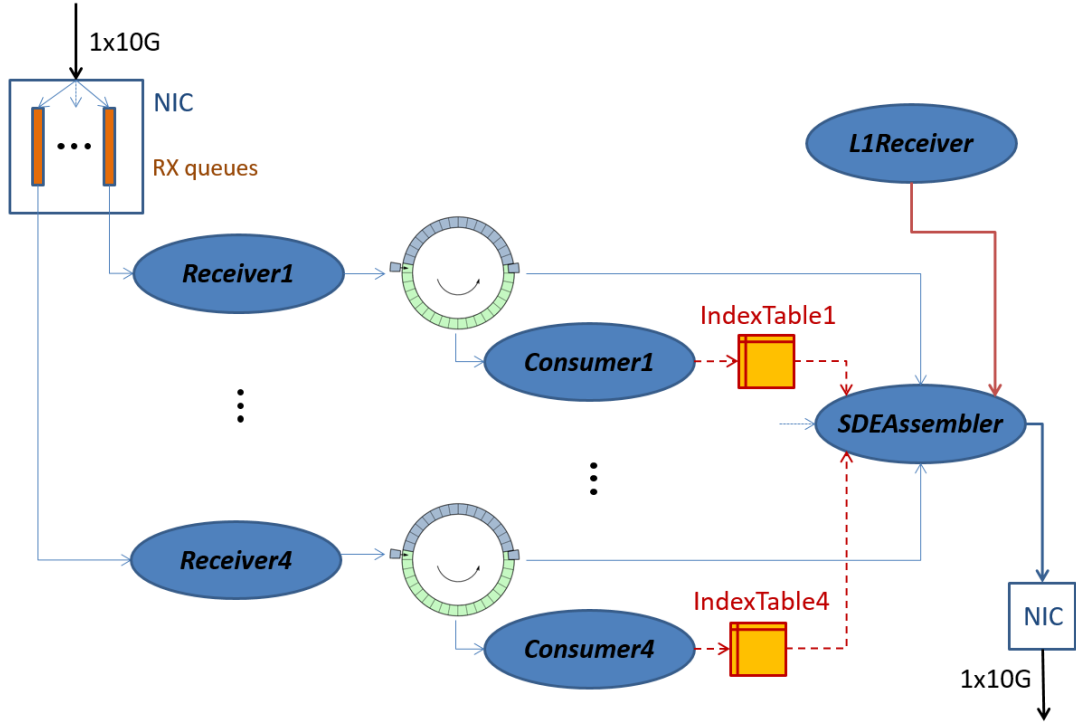 1x10G
NIC
RX queues
L1Receiver
Receiver1
IndexTable1
Consumer1
SDEAssembler
Receiver4
IndexTable4
Consumer4
NIC
1x10G